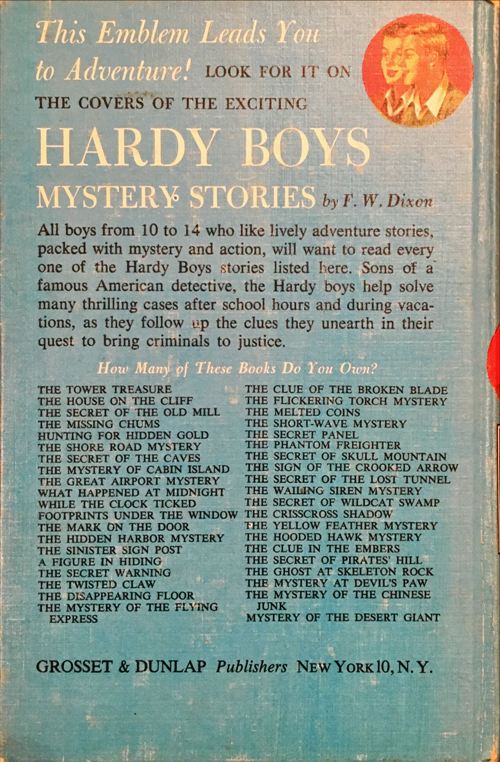 This Emblem Leads You
to Adventure! LOOK FOR IT ON
THE COVERS OF THE EXCITING
HARDY BOYS
MYSTERY STORIES by F. W. Dixon
All boys from 10 to 14 who like lively adventure stories,
packed with mystery and action, will want to read every
one of the Hardy Boys stories listed here. Sons of a
famous American detective, the Hardy boys help solve
many thrilling cases after school hours and during vaca-
tions, as they follow up the clues they unearth in their
quest to bring criminals to justice.
How Many of These Books Do You Own?
THE TOWER TREASURE
THE HOUSE ON THE CLIFF
THE SECRET OF THE OLD MILL
THE MISSING CHUMS
HUNTING FOR HIDDEN GOLD
THE SHORE ROAD MYSTERY
THE SECRET OF THE CAVES
THE MYSTERY OF CABIN ISLAND
THE GREAT AIRPORT MYSTERY
WHAT HAPPENED AT MIDNIGHT
WHILE THE CLOCK TICKED
FOOTPRINTS UNDER THE WINDOW
THE MARK ON THE DOOR
THE HIDDEN HARBOR MYSTERY
THE SINISTER SIGN POST
A FIGURE IN HIDING
THE SECRET WARNING
THE TWISTED CLAW
THE DISAPPEARING FLOOR
THE MYSTERY OF THE FLYING
EXPRESS
THE CLUE OF THE BROKEN BLADE
THE FLICKERING TORCH MYSTERY
THE MELTED COINS
THE SHORT-WAVE MYSTERY
THE SECRET PANEL
THE PHANTOM FREIGHTER
THE SECRET OF SKULL MOUNTAIN
THE SIGN OF THE CROOKED ARROW
THE SECRET OF THE LOST TUNNEL
THE WAILING SIREN MYSTERY
THE SECRET OF WILDCAT SWAMP
THE CRISSCROSS SHADOW
THE YELLOW FEATHER MYSTERY
THE HOODED HAWK MYSTERY
THE CLUE IN THE EMBERS
THE SECRET OF PIRATES' HILL
THE GHOST AT SKELETON ROCK
THE MYSTERY AT DEVIL'S PAW
THE MYSTERY OF THE CHINESE
JUNK
MYSTERY OF THE DESERT GIANT
GROSSET & DUNLAP Publishers NEW YORK 10, N. Y.